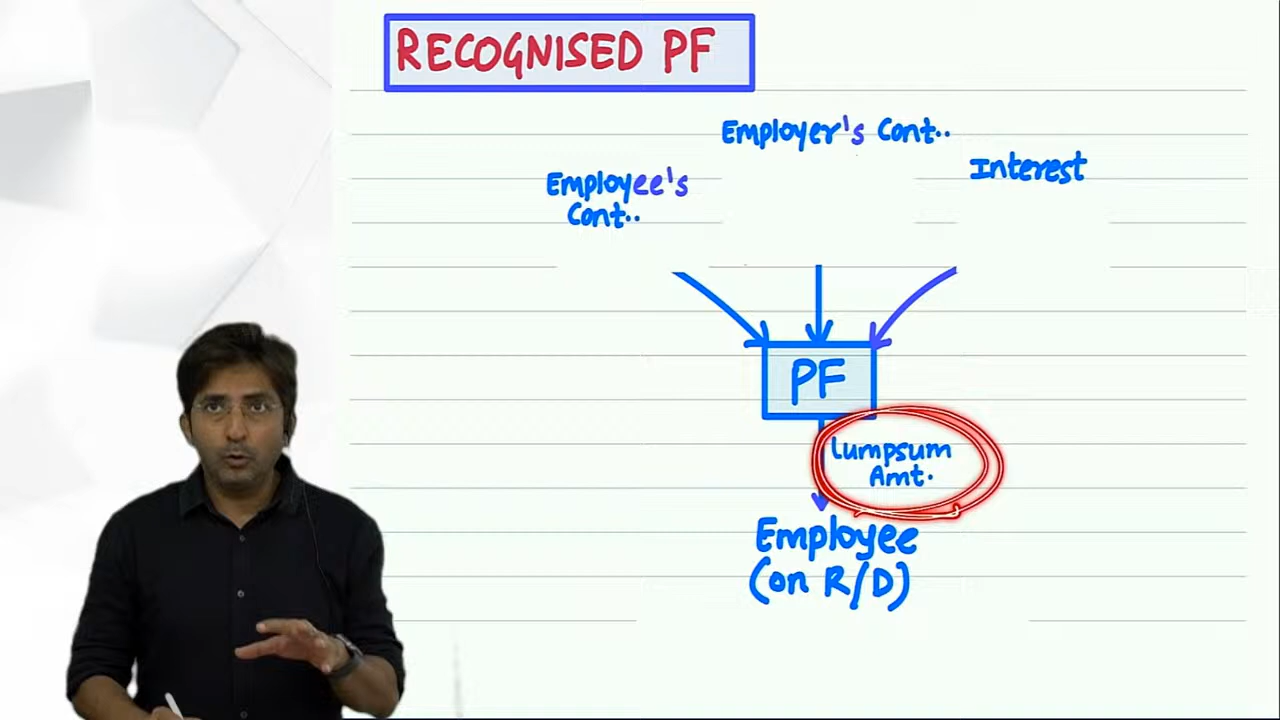 RECOGNISED PF
Employer's Cont..
Interest
Employee's
Cont..
PF
Lumpsum
Amt.
Employee
(on R/D)